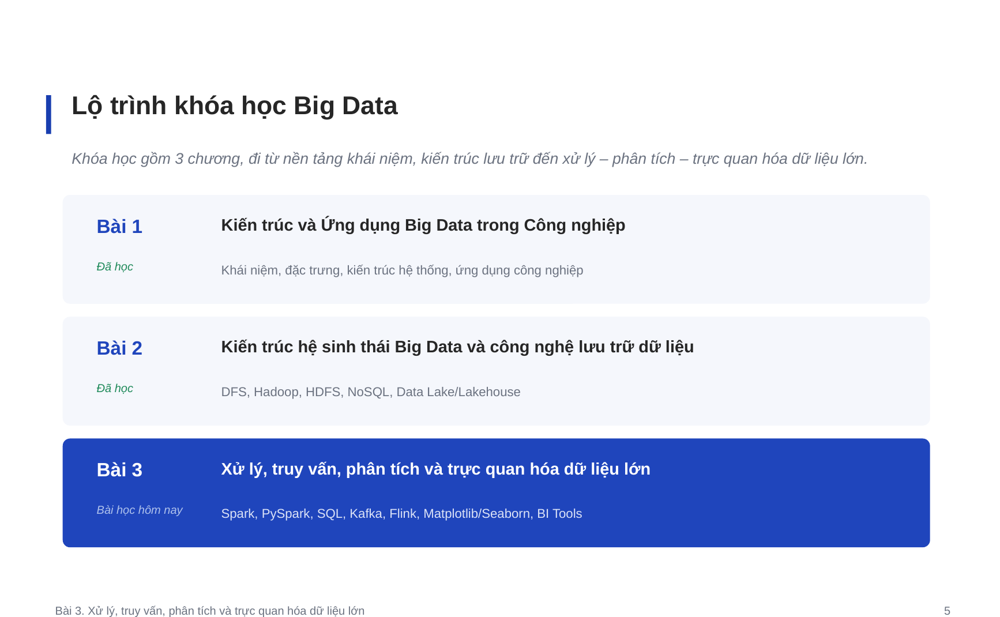 Lộ trình khóa học Big Data
Khóa học gồm 3 chương, đi từ nền tảng khái niệm, kiến trúc lưu trữ đến xử lý – phân tích – trực quan hóa dữ liệu lớn.
Bài 1
Kiến trúc và Ứng dụng Big Data trong Công nghiệp
Đã học
Khái niệm, đặc trưng, kiến trúc hệ thống, ứng dụng công nghiệp
Bài 2
Kiến trúc hệ sinh thái Big Data và công nghệ lưu trữ dữ liệu
Đã học
DFS, Hadoop, HDFS, NoSQL, Data Lake/Lakehouse
Bài 3
Xử lý, truy vấn, phân tích và trực quan hóa dữ liệu lớn
Bài học hôm nay
Spark, PySpark, SQL, Kafka, Flink, Matplotlib/Seaborn, BI Tools
Bài 3. Xử lý, truy vấn, phân tích và trực quan hóa dữ liệu lớn
5